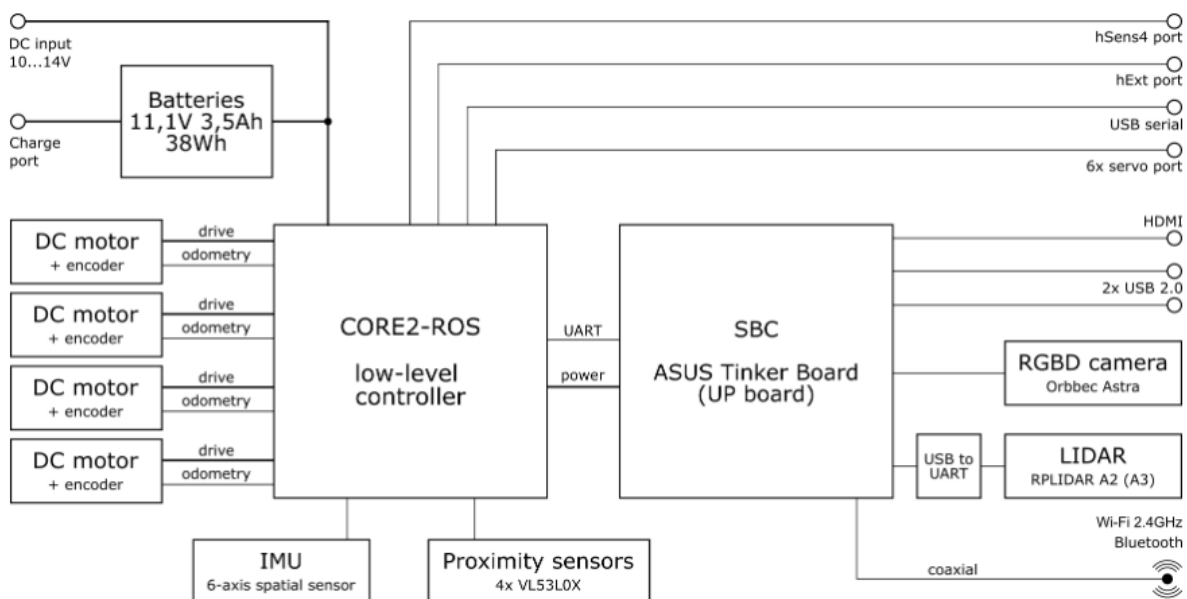 DC input
10...14V
Charge
port
Batteries
11,1V 3,5Ah
38Wh
hSens4 port
hExt port
USB serial
6x servo port
DC motor
+ encoder
drive
odometry
DC motor
+ encoder
drive
odometry
DC motor
+ encoder
drive
odometry
DC motor
+ encoder
drive
odometry
CORE2-ROS
low-level
controller
UART
power
SBC
ASUS Tinker Board
(UP board)
HDMI
2x USB 2.0
RGBD camera
Orbbec Astra
USB to
UART
LIDAR
RPLIDAR A2 (A3)
IMU
6-axis spatial sensor
Proximity sensors
4x VL53L0X
Wi-Fi 2.4GHz
Bluetooth
coaxial